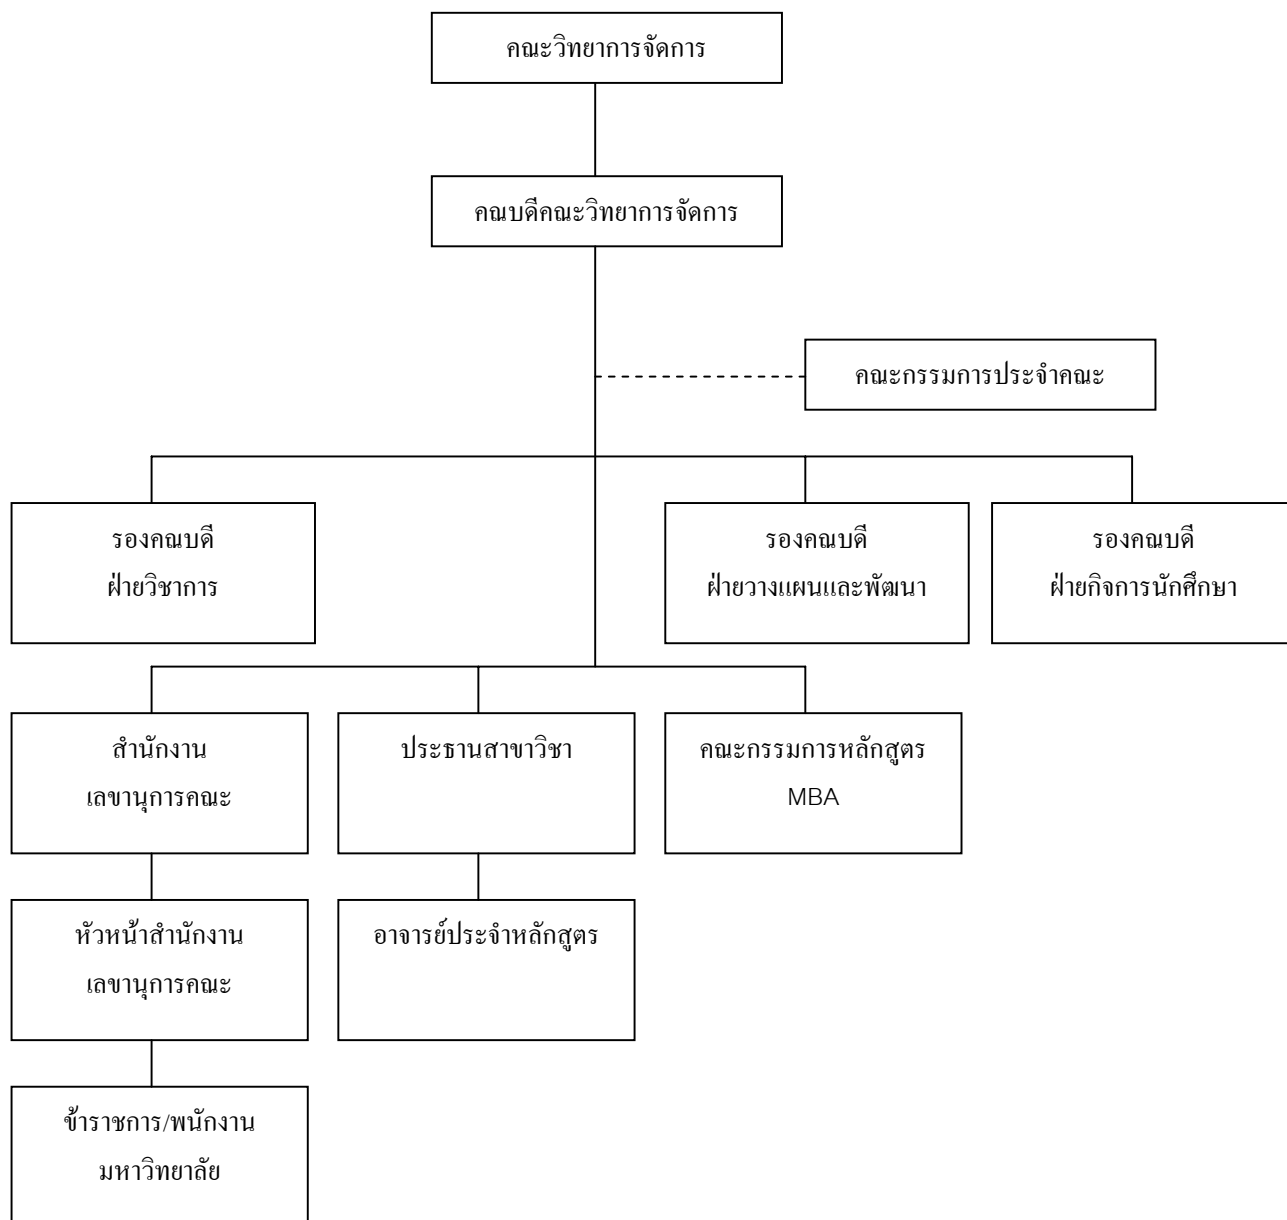 คณะวิทยาการจัดการ
คณบดีคณะวิทยาการจัดการ
คณะกรรมการประจำคณะ
รองคณบดี
ฝ่ายวิชาการ
รองคณบดี
ฝ่ายวางแผนและพัฒนา
รองคณบดี
ฝ่ายกิจการนักศึกษา
สำนักงาน
เลขานุการคณะ
ประธานสาขาวิชา
คณะกรรมการหลักสูตร
MBA
หัวหน้าสำนักงาน
เลขานุการคณะ
อาจารย์ประจำหลักสูตร
ข้าราชการ/พนักงาน
มหาวิทยาลัย